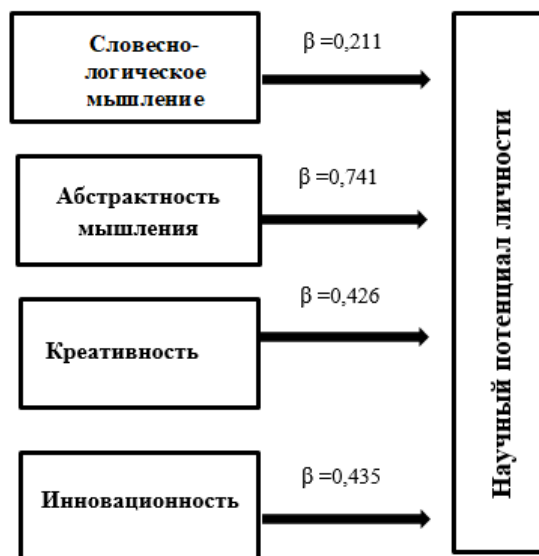 Словесно-
логическое
мышление
β =0,211
Абстрактность
мышления
β =0,741
Креативность
β =0,426
Инновационность
β =0,435
Научный потенциал личности